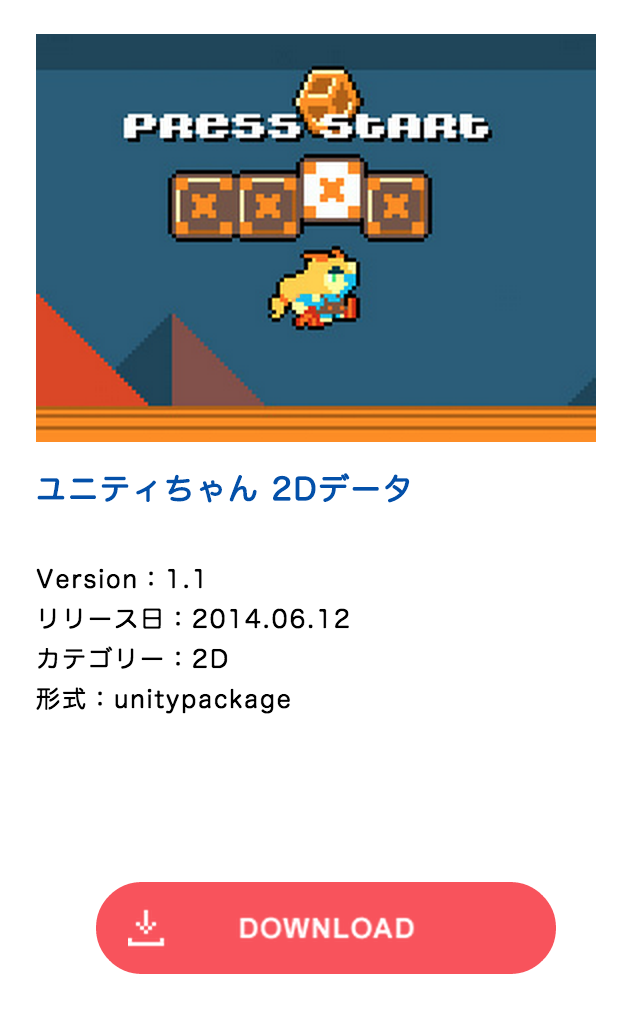 PRESS START
ユニティちゃん 2Dデータ
Version：1.1
リリース日：2014.06.12
カテゴリー：2D
形式：unitypackage
DOWNLOAD